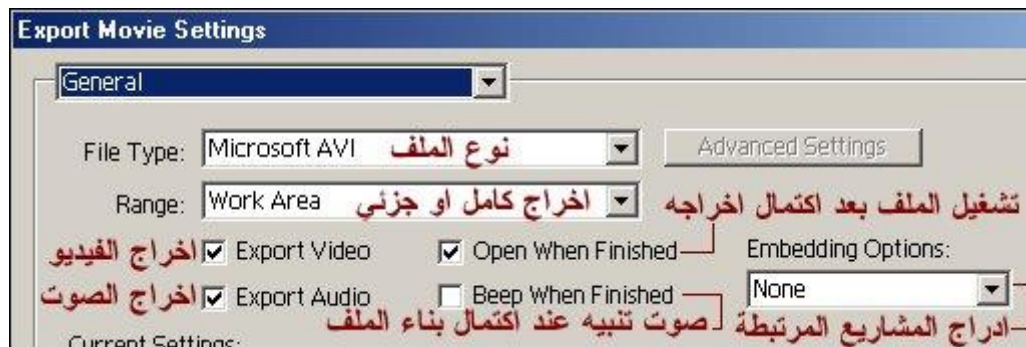 Export Movie Settings
General
File Type: Microsoft AVI نوع الملف Advanced Settings
Range: Work Area اخراج كامل او جزئي تشغيل الملف بعد اكتمال اخراجه
اخراج الفيديو Export Video Open When Finished Embedding Options:
اخراج الصوت Export Audio Beep When Finished None
صوت تنبيه عند اكتمال بناء الملف ادراج المشاريع المرتبطة
Current Settings: